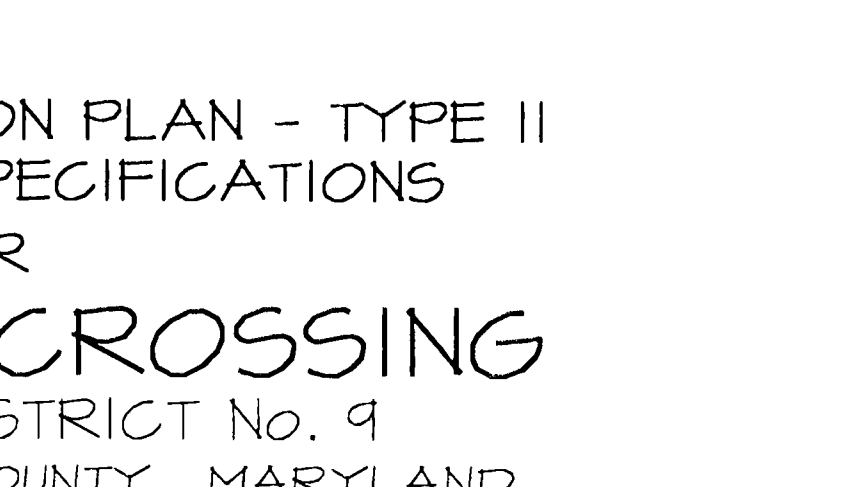 ON PLAN - TYPE II
PECIFICATIONS
R
CROSSING
STRICT No. 9
OUNTY, MARYLAND